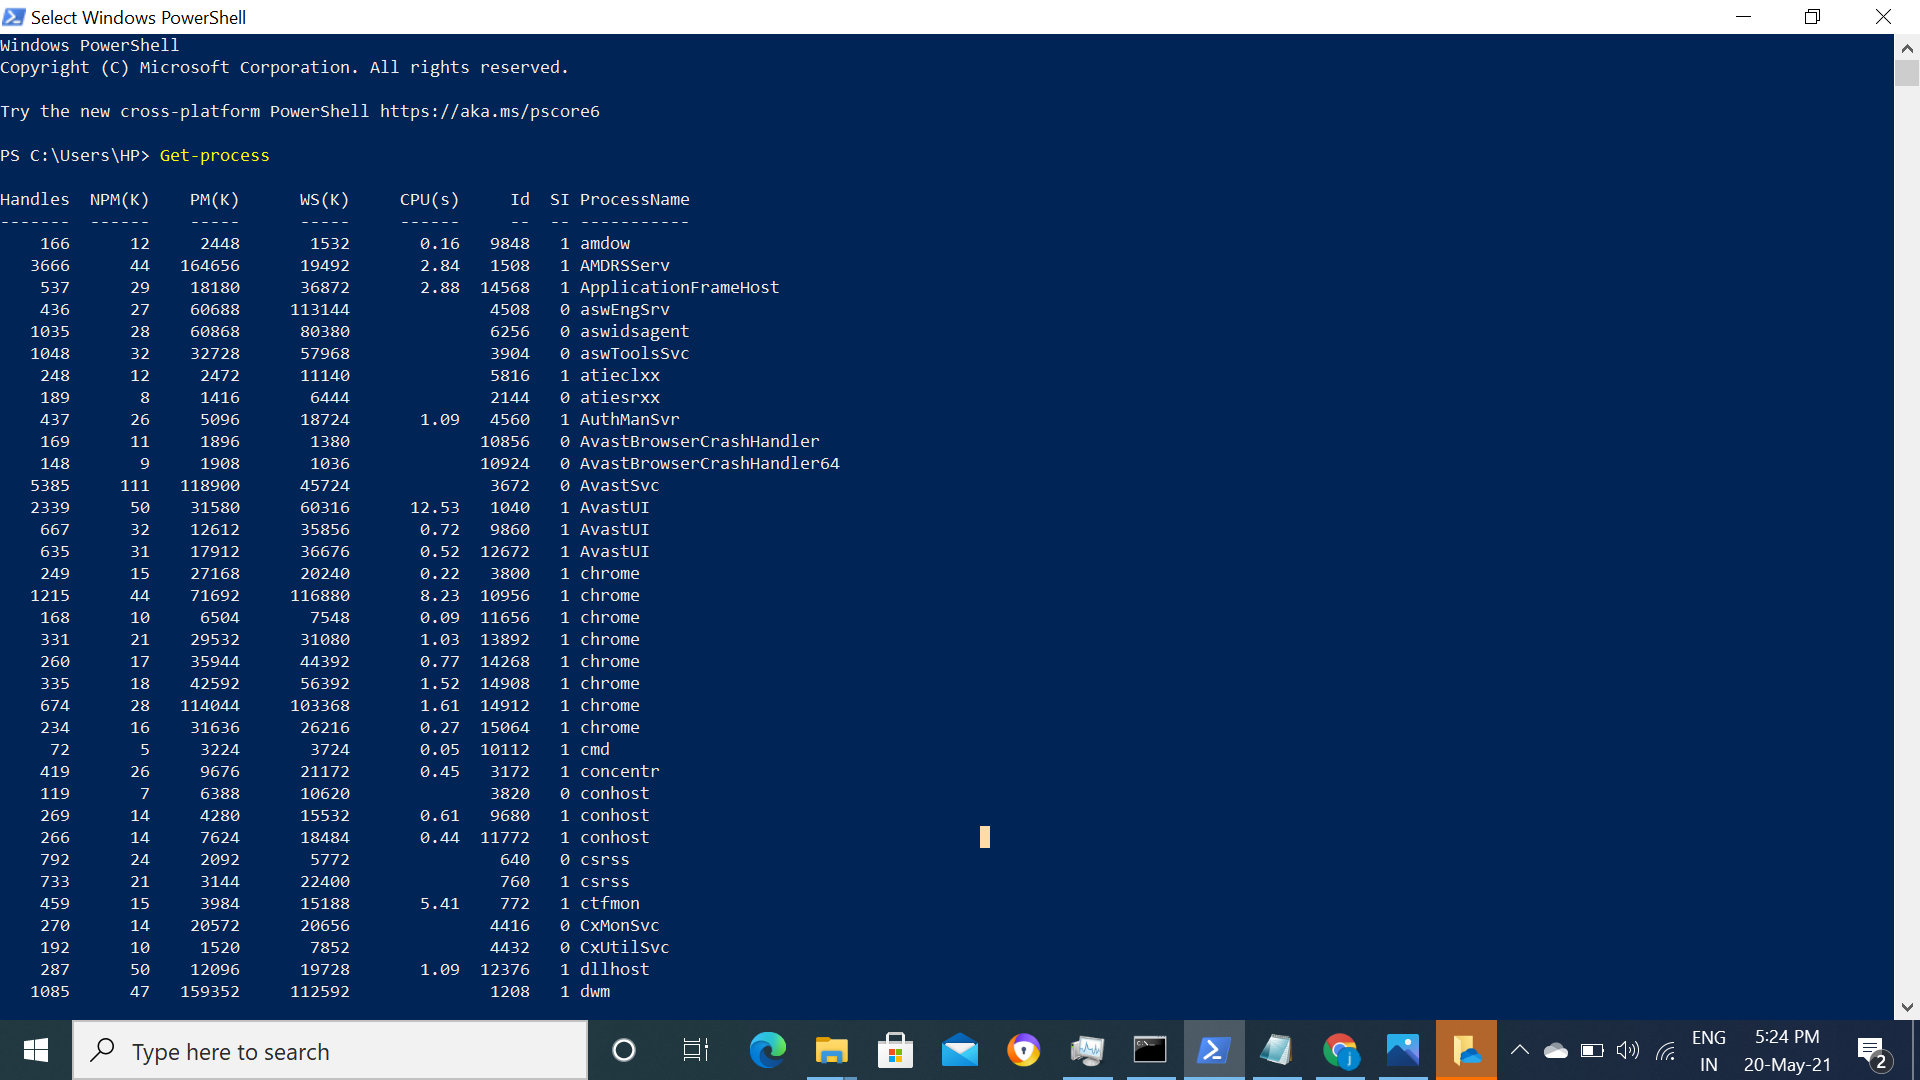 Select Windows PowerShell
Windows PowerShell
Copyright (C) Microsoft Corporation. All rights reserved.
Try the new cross-platform PowerShell https://aka.ms/pscore6
PS C:\Users\HP> Get-process
Handles  NPM(K)    PM(K)      WS(K)     CPU(s)     Id  SI ProcessName
-------  ------    -----      -----     ------     --  -- -----------
    166      12     2448       1532       0.16   9848   1 amdow
   3666      44   164656      19492       2.84   1508   1 AMDRSServ
    537      29    18180      36872       2.88  14568   1 ApplicationFrameHost
    436      27    60688     113144              4508   0 aswEngSrv
   1035      28    60868      80380              6256   0 aswidsagent
   1048      32    32728      57968              3904   0 aswToolsSvc
    248      12     2472      11140              5816   1 atieclxx
    189       8     1416       6444              2144   0 atiesrxx
    437      26     5096      18724       1.09   4560   1 AuthManSvr
    169      11     1896       1380             10856   0 AvastBrowserCrashHandler
    148       9     1908       1036             10924   0 AvastBrowserCrashHandler64
   5385     111   118900      45724              3672   0 AvastSvc
   2339      50    31580      60316      12.53   1040   1 AvastUI
    667      32    12612      35856       0.72   9860   1 AvastUI
    635      31    17912      36676       0.52  12672   1 AvastUI
    249      15    27168      20240       0.22   3800   1 chrome
   1215      44    71692     116880       8.23  10956   1 chrome
    168      10     6504       7548       0.09  11656   1 chrome
    331      21    29532      31080       1.03  13892   1 chrome
    260      17    35944      44392       0.77  14268   1 chrome
    335      18    42592      56392       1.52  14908   1 chrome
    674      28   114044     103368       1.61  14912   1 chrome
    234      16    31636      26216       0.27  15064   1 chrome
     72       5     3224       3724       0.05  10112   1 cmd
    419      26     9676      21172       0.45   3172   1 concentr
    119       7     6388      10620              3820   0 conhost
    269      14     4280      15532       0.61   9680   1 conhost
    266      14     7624      18484       0.44  11772   1 conhost
    792      24     2092       5772               640   0 csrss
    733      21     3144      22400               760   1 csrss
    459      15     3984      15188       5.41    772   1 ctfmon
    270      14    20572      20656              4416   0 CxMonSvc
    192      10     1520       7852              4432   0 CxUtilSvc
    287      50    12096      19728       1.09  12376   1 dllhost
   1085      47   159352     112592              1208   1 dwm
Type here to search
j
ENG
IN
5:24 PM
20-May-21
2